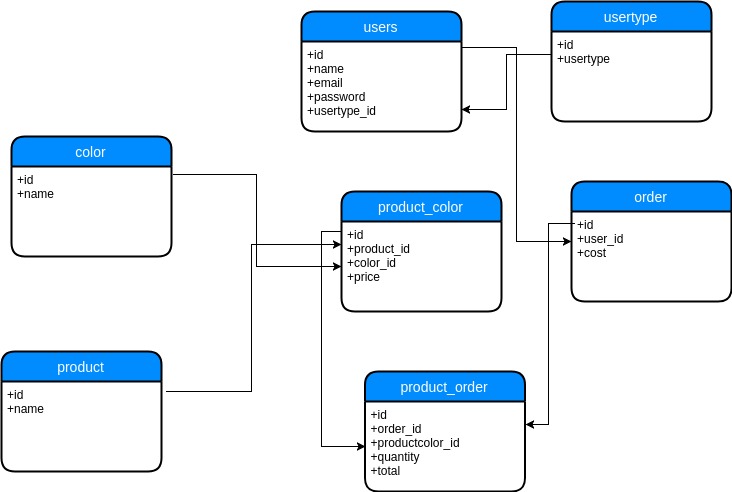 users
+id
+name
+email
+password
+usertype_id
usertype
+id
+usertype
color
+id
+name
product_color
+id
+product_id
+color_id
+price
order
+id
+user_id
+cost
product
+id
+name
product_order
+id
+order_id
+productcolor_id
+quantity
+total